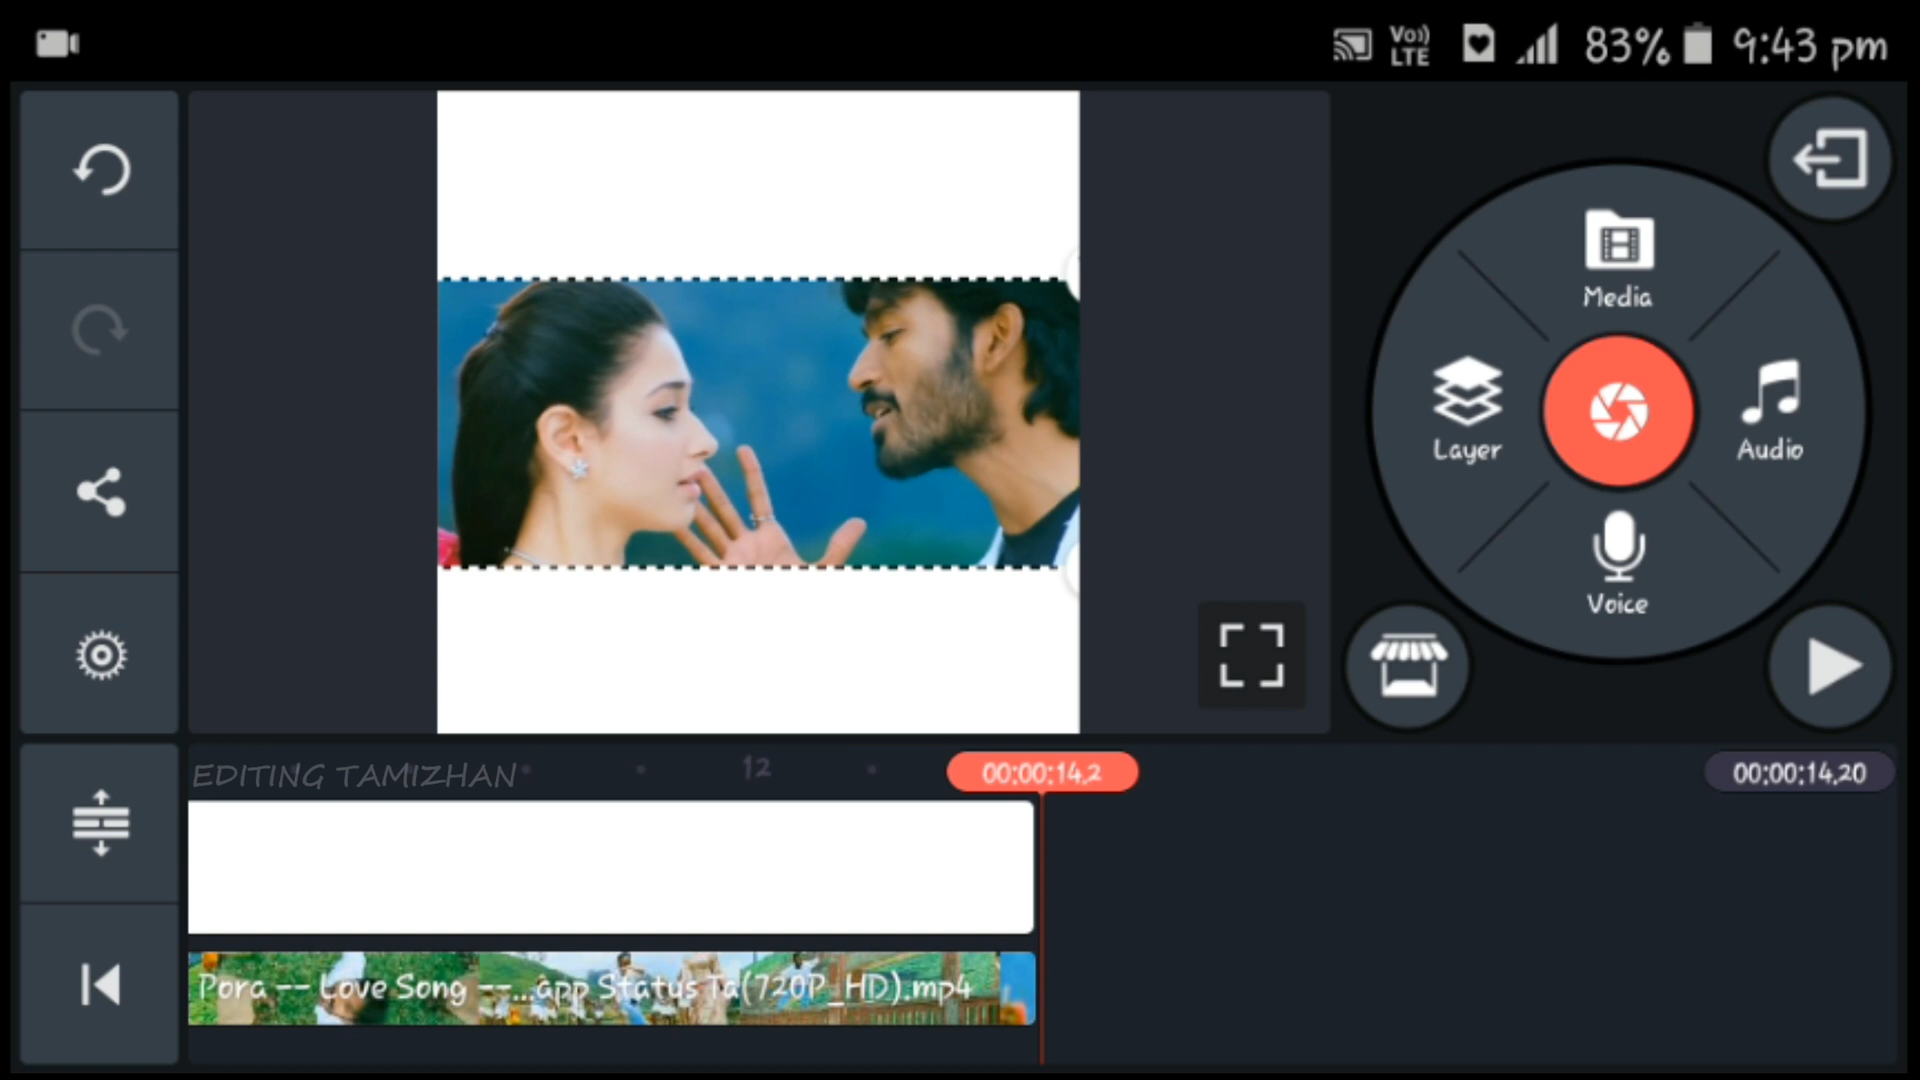 Vo))
LTE
83%
9:43 pm
Media
Layer
Audio
Voice
EDITING TAMIZHAN
12
00:00:14.2
00:00:14.20
Pora -- Love Song --...app Status Ta(720P_HD).mp4